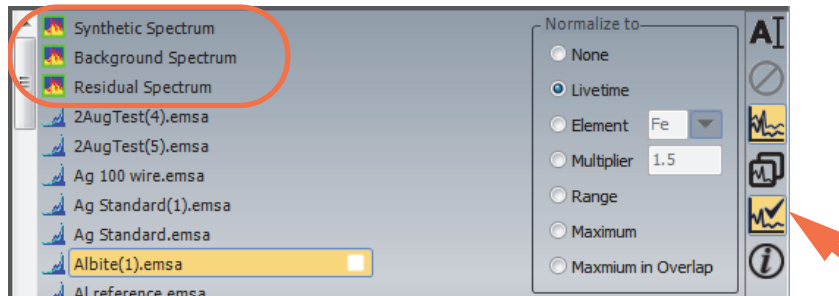 Synthetic Spectrum
Background Spectrum
Residual Spectrum
2AugTest(4).emsa
2AugTest(5).emsa
Ag 100 wire.emsa
Ag Standard(1).emsa
Ag Standard.emsa
Albite(1).emsa
Al reference.emsa
Normalize to
None
Livetime
Element Fe
Multiplier 1.5
Range
Maximum
Maxmium in Overlap
A
i